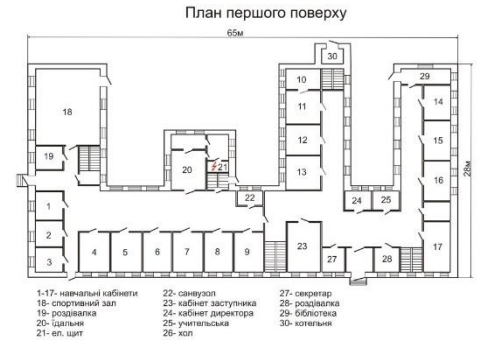 План першого поверху
65м
30
10
29
18
11
14
28м
12
15
19
20
21
13
16
1
22
24
25
2
4
5
6
7
8
9
23
17
3
27
28
1-17- навчальні кабінети
18- спортивний зал
19- роздівалка
20- їдальня
21- ел. щит
22- санвузол
23- кабінет заступника
24- кабінет директора
25- учительська
26- хол
27- секретар
28- роздівалка
29- бібліотека
30- котельня